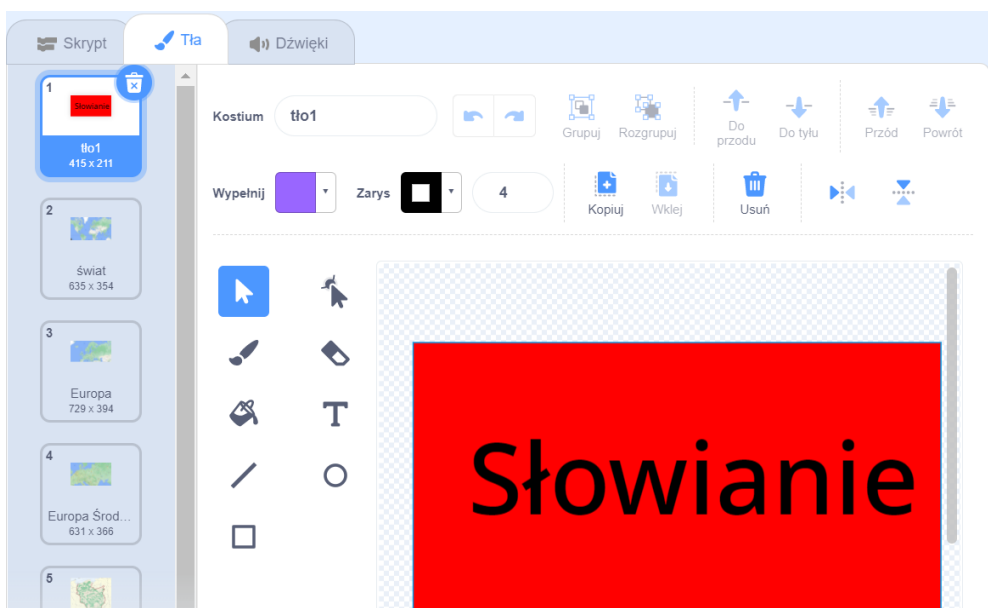 Skrypt Tła Dźwięki
1
Słowianie
tło1
415 x 211
2
świat
635 x 354
3
Europa
729 x 394
4
Europa Środ...
631 x 366
5
Kostium tło1 Grupuj Rozgrupuj Do przodu Do tyłu Przód Powrót
Wypełnij Zarys 4 Kopiuj Wklej Usuń
T
Słowianie